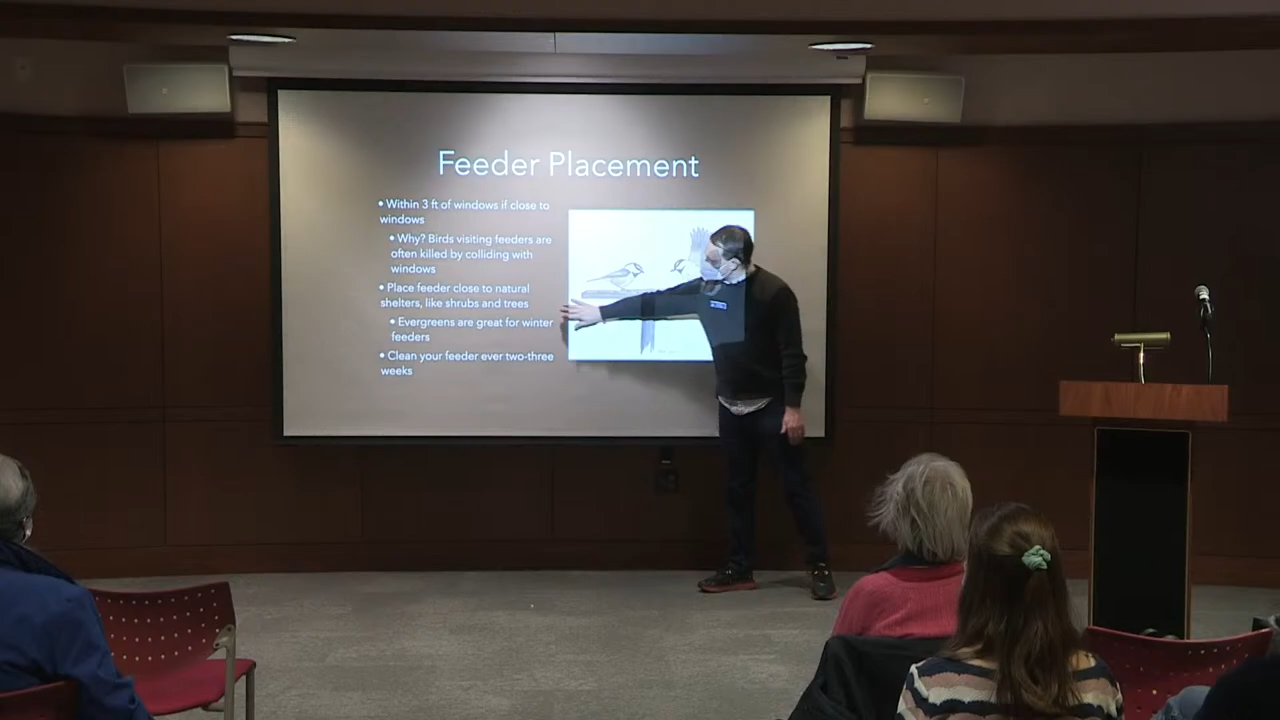 Feeder Placement
• Within 3 ft of windows if close to
windows
• Why? Birds visiting feeders are
often killed by colliding with
windows
• Place feeder close to natural
shelters, like shrubs and trees
• Evergreens are great for winter
feeders
• Clean your feeder ever two-three
weeks